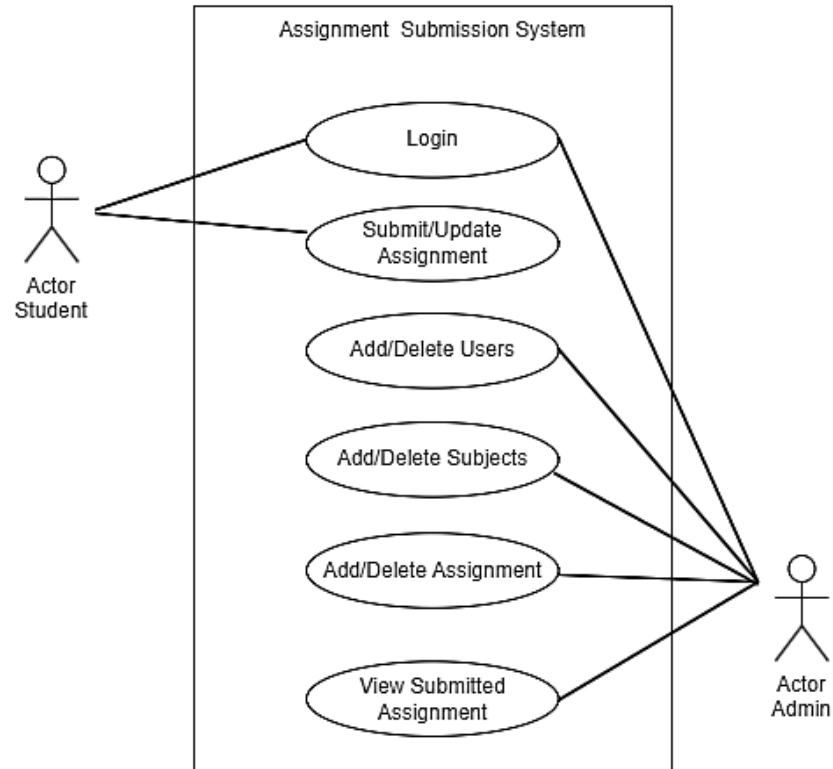 Assignment  Submission System
Login
Submit/Update
Assignment
Actor
Student
Add/Delete Users
Add/Delete Subjects
Add/Delete Assignment
View Submitted
Assignment
Actor
Admin